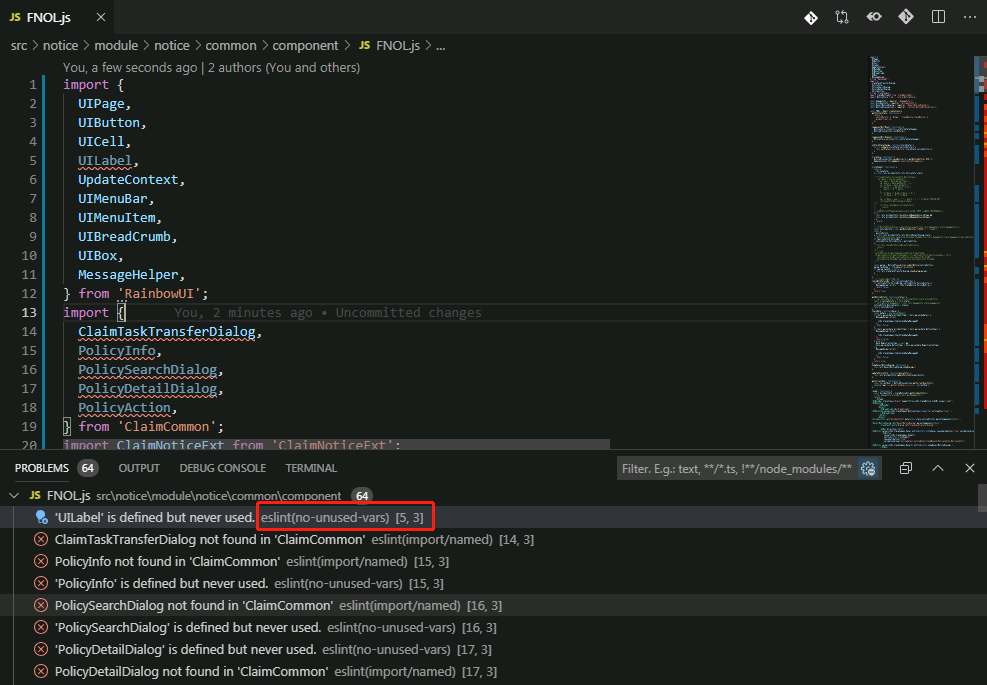 JS FNOL.js
src > notice > module > notice > common > component > JS FNOL.js > ...
You, a few seconds ago | 2 authors (You and others)
1 import {
2 UIPage,
3 UIButton,
4 UICell,
5 UILabel,
6 UpdateContext,
7 UIMenuBar,
8 UIMenuItem,
9 UIBreadCrumb,
10 UIBox,
11 MessageHelper,
12 } from 'RainbowUI';
13 import { You, 2 minutes ago • Uncommitted changes
14 ClaimTaskTransferDialog,
15 PolicyInfo,
16 PolicySearchDialog,
17 PolicyDetailDialog,
18 PolicyAction,
19 } from 'ClaimCommon';
20 import ClaimNoticeExt from 'ClaimNoticeExt';
PROBLEMS 64 OUTPUT DEBUG CONSOLE TERMINAL Filter. E.g.: text, **/*.ts, !**/node_modules/**
JS FNOL.js src\notice\module\notice\common\component 64
'UILabel' is defined but never used. eslint(no-unused-vars) [5, 3]
ClaimTaskTransferDialog not found in 'ClaimCommon' eslint(import/named) [14, 3]
PolicyInfo not found in 'ClaimCommon' eslint(import/named) [15, 3]
'PolicyInfo' is defined but never used. eslint(no-unused-vars) [15, 3]
PolicySearchDialog not found in 'ClaimCommon' eslint(import/named) [16, 3]
'PolicySearchDialog' is defined but never used. eslint(no-unused-vars) [16, 3]
'PolicyDetailDialog' is defined but never used. eslint(no-unused-vars) [17, 3]
PolicyDetailDialog not found in 'ClaimCommon' eslint(import/named) [17, 3]